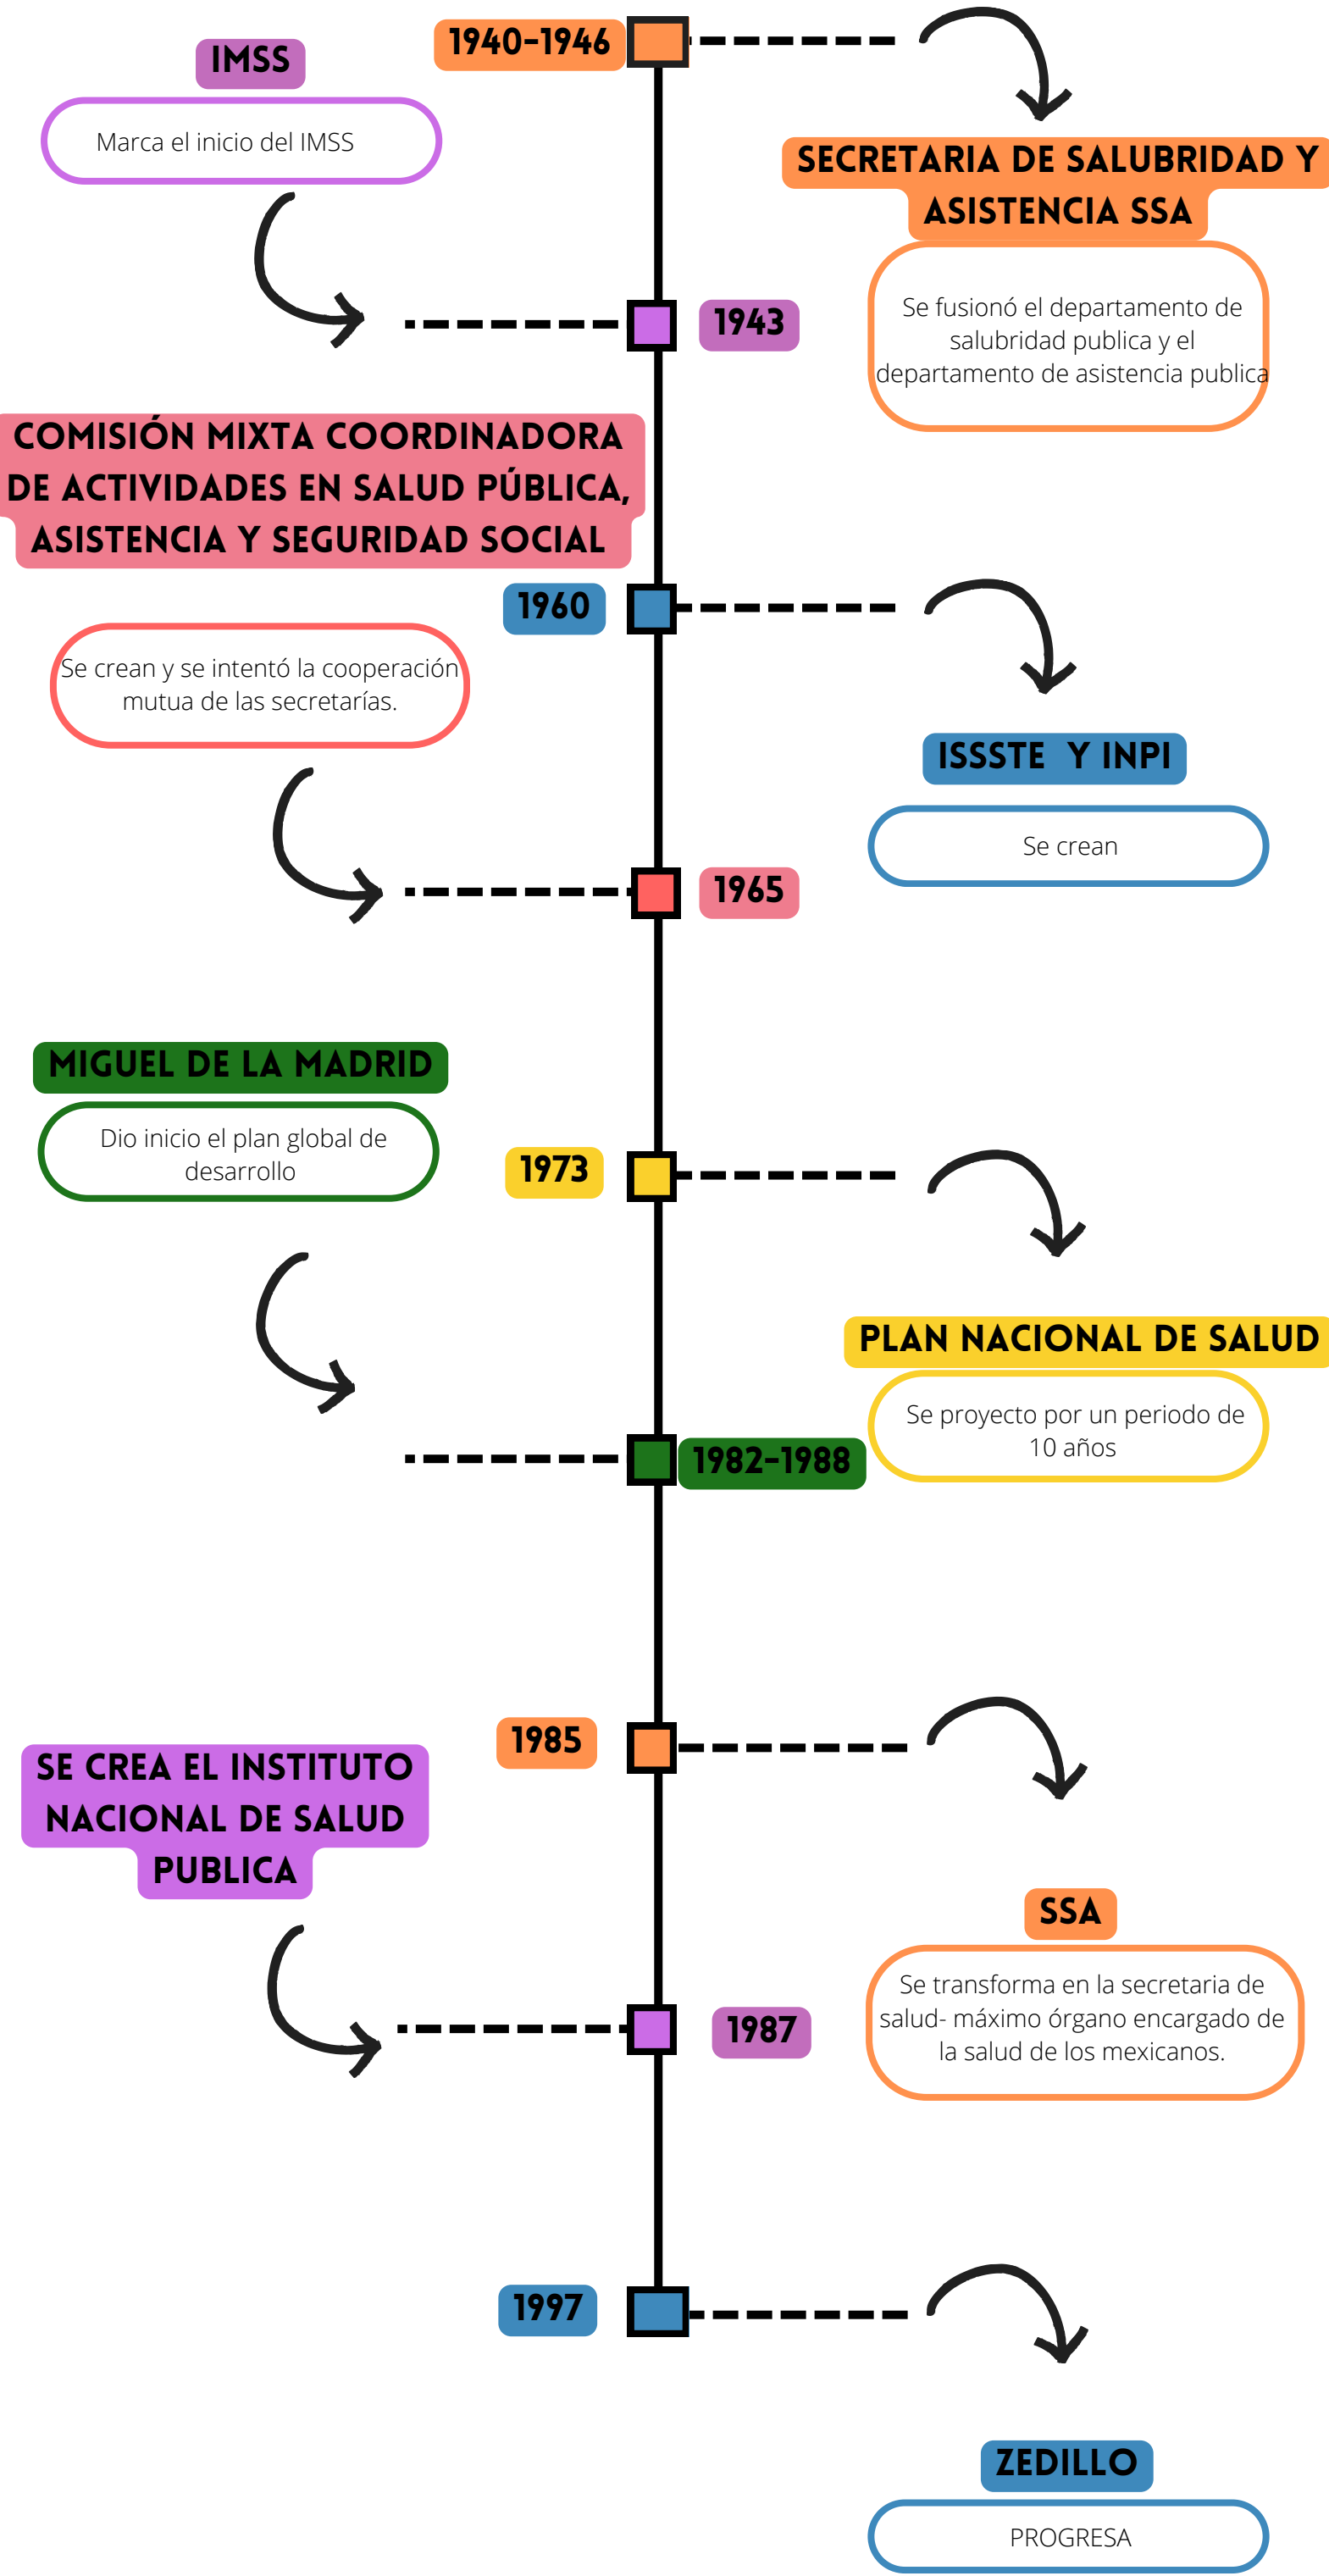 1940-1946
IMSS
Marca el inicio del IMSS
SECRETARIA DE SALUBRIDAD Y
ASISTENCIA SSA
Se fusionó el departamento de
salubridad publica y el
departamento de asistencia publica
1943
COMISIÓN MIXTA COORDINADORA
DE ACTIVIDADES EN SALUD PÚBLICA,
ASISTENCIA Y SEGURIDAD SOCIAL
Se crean y se intentó la cooperación
mutua de las secretarías.
1960
ISSSTE Y INPI
Se crean
1965
MIGUEL DE LA MADRID
Dio inicio el plan global de
desarrollo
1973
PLAN NACIONAL DE SALUD
Se proyecto por un periodo de
10 años
1982-1988
1985
SE CREA EL INSTITUTO
NACIONAL DE SALUD
PUBLICA
SSA
Se transforma en la secretaria de
salud- máximo órgano encargado de
la salud de los mexicanos.
1987
1997
ZEDILLO
PROGRESA